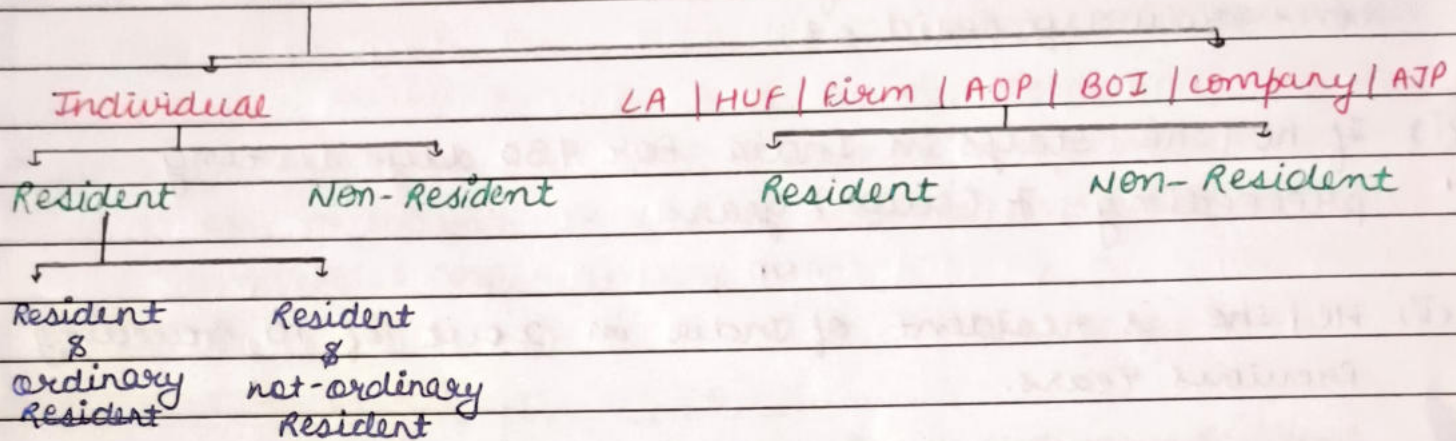 Individual LA | HUF | Firm | AOP | BOI | company | AJP
Resident Non-Resident Resident Non-Resident
Resident Resident
& &
ordinary not-ordinary
Resident Resident